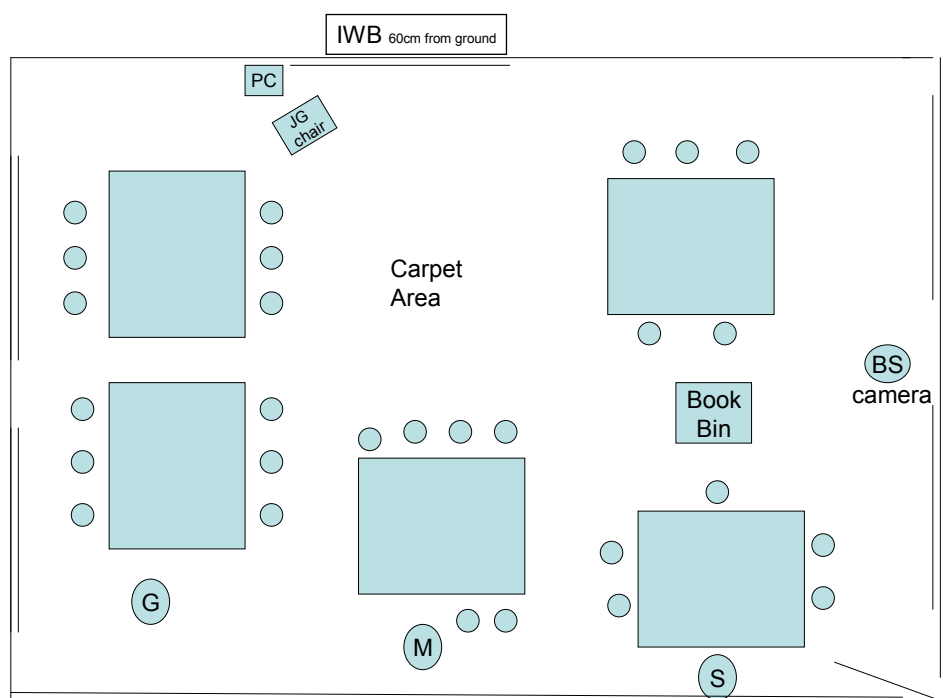 IWB 60cm from ground
PC
JG
chair
Carpet
Area
BS
camera
Book
Bin
G
M
S